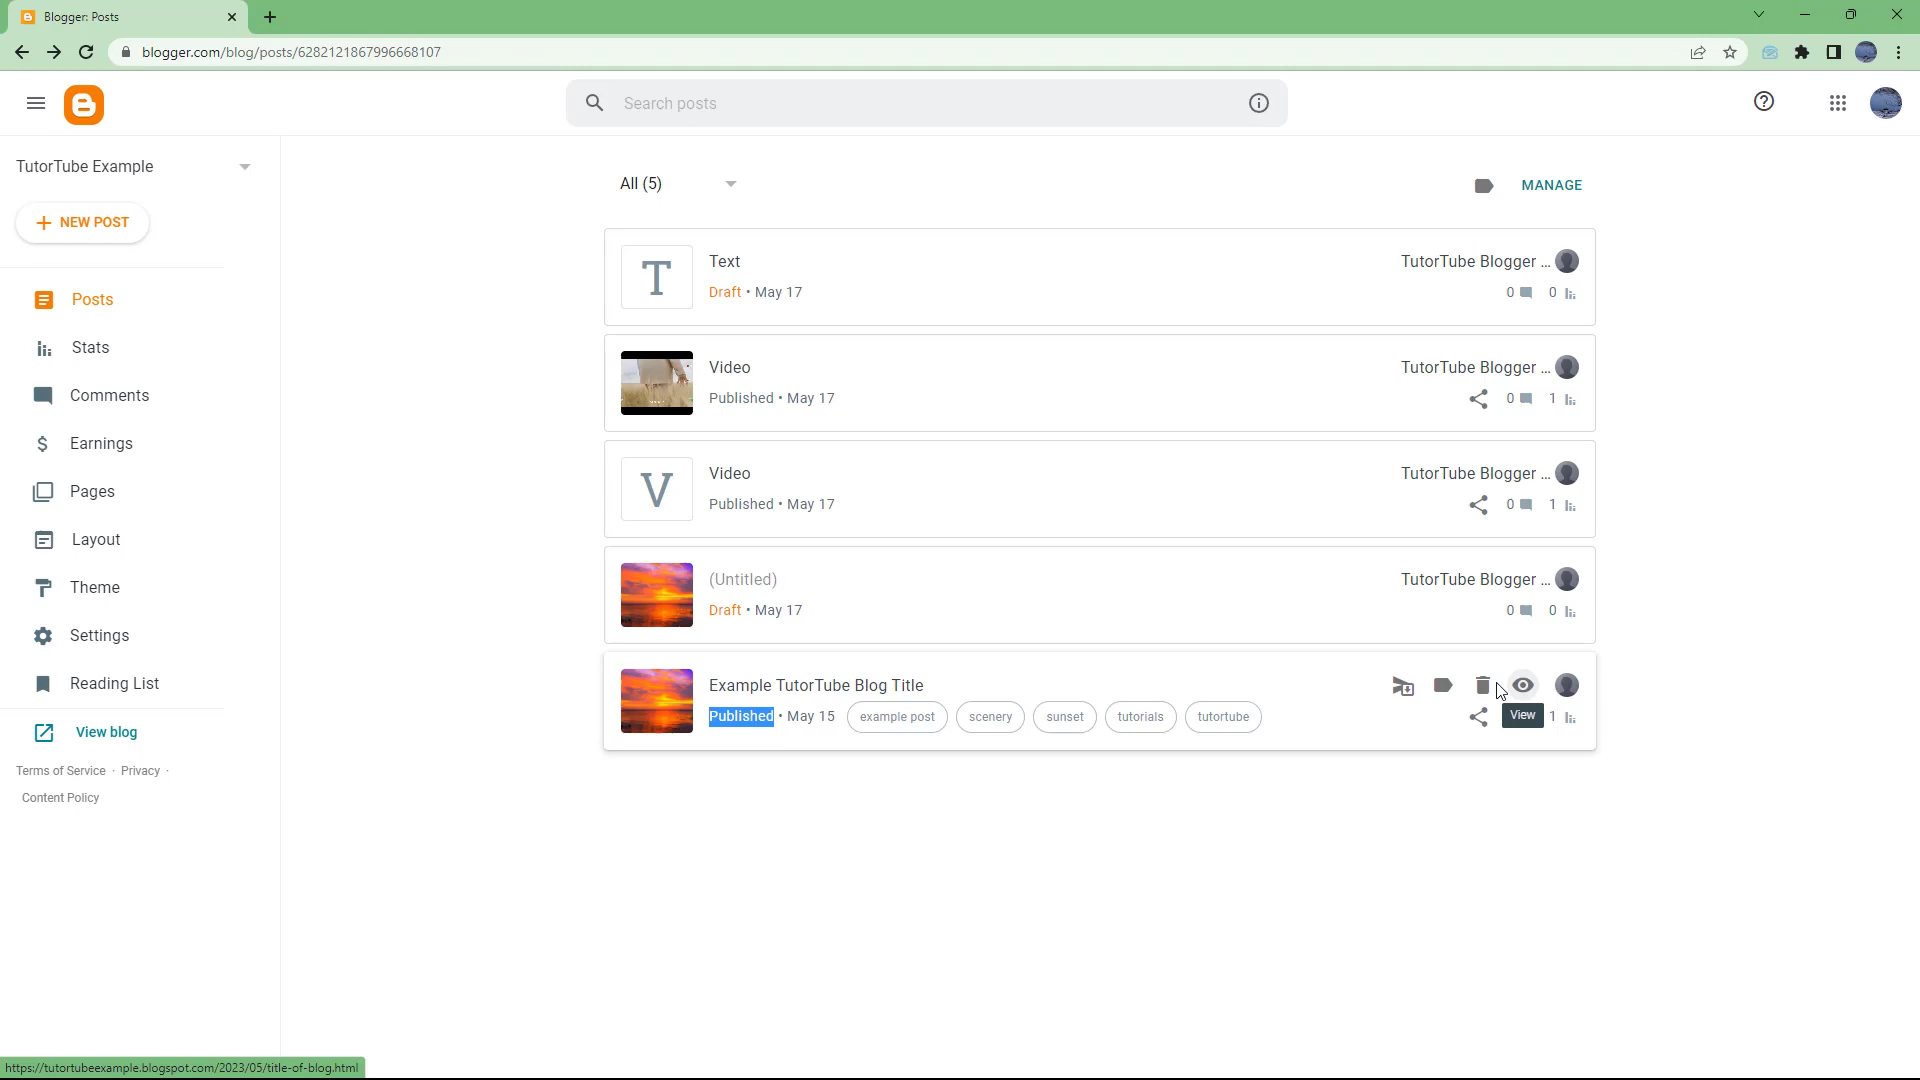 Blogger: Posts
blogger.com/blog/posts/6282121867996668107
Search posts
TutorTube Example
NEW POST
Posts
Stats
Comments
Earnings
Pages
Layout
Theme
Settings
Reading List
View blog
Terms of Service · Privacy ·
Content Policy
All (5)
MANAGE
T
Text
TutorTube Blogger ...
Draft • May 17
0 0
Video
TutorTube Blogger ...
Published • May 17
0 1
V
Video
TutorTube Blogger ...
Published • May 17
0 1
(Untitled)
TutorTube Blogger ...
Draft • May 17
0 0
Example TutorTube Blog Title
Published • May 15 example post scenery sunset tutorials tutortube
View 1
https://tutortubeexample.blogspot.com/2023/05/title-of-blog.html